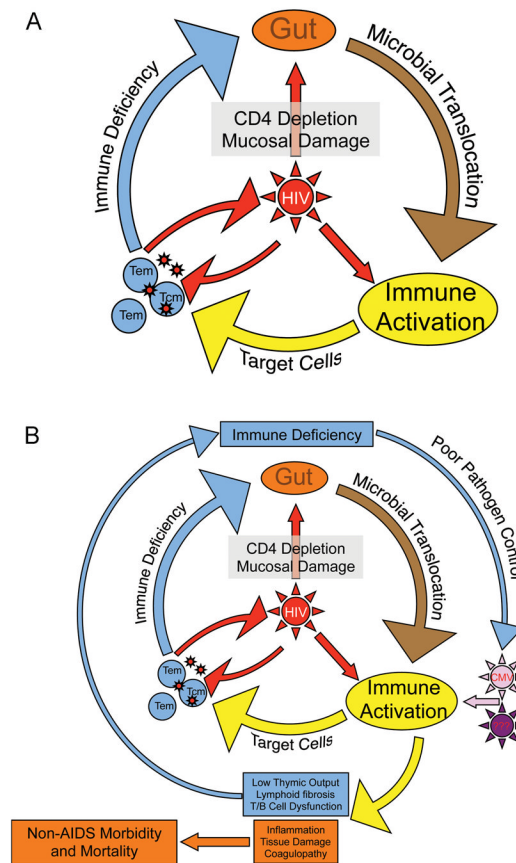 A
Gut
Immune Deficiency
Microbial Translocation
CD4 Depletion
Mucosal Damage
HIV
Tem
Tcm
Tem
Immune
Activation
Target Cells
B
Immune Deficiency
Poor Pathogen Control
Gut
Immune Deficiency
Microbial Translocation
CD4 Depletion
Mucosal Damage
HIV
Tem
Tcm
Tem
Immune
Activation
CMV
???
Target Cells
Low Thymic Output
Lymphoid fibrosis
T/B Cell Dysfunction
Non-AIDS Morbidity
and Mortality
Inflammation
Tissue Damage
Coagulopathy